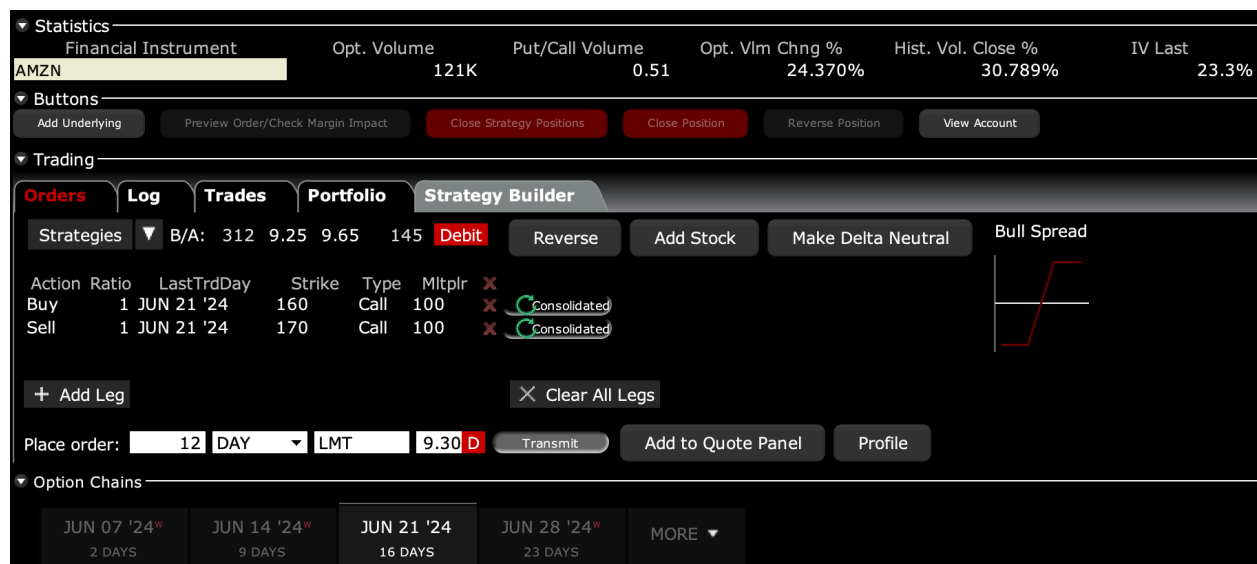 Statistics
Financial Instrument Opt. Volume Put/Call Volume Opt. Vlm Chng % Hist. Vol. Close % IV Last
AMZN 121K 0.51 24.370% 30.789% 23.3%
Buttons
Add Underlying Preview Order/Check Margin Impact Close Strategy Positions Close Position Reverse Position View Account
Trading
Orders Log Trades Portfolio Strategy Builder
Strategies B/A: 312 9.25 9.65 145 Debit Reverse Add Stock Make Delta Neutral Bull Spread
Action Ratio LastTrdDay Strike Type Mltplr
Buy 1 JUN 21 '24 160 Call 100 Consolidated
Sell 1 JUN 21 '24 170 Call 100 Consolidated
+ Add Leg Clear All Legs
Place order: 12 DAY LMT 9.30 D Transmit Add to Quote Panel Profile
Option Chains
JUN 07 '24 W JUN 14 '24 W JUN 21 '24 JUN 28 '24 W MORE
2 DAYS 9 DAYS 16 DAYS 23 DAYS